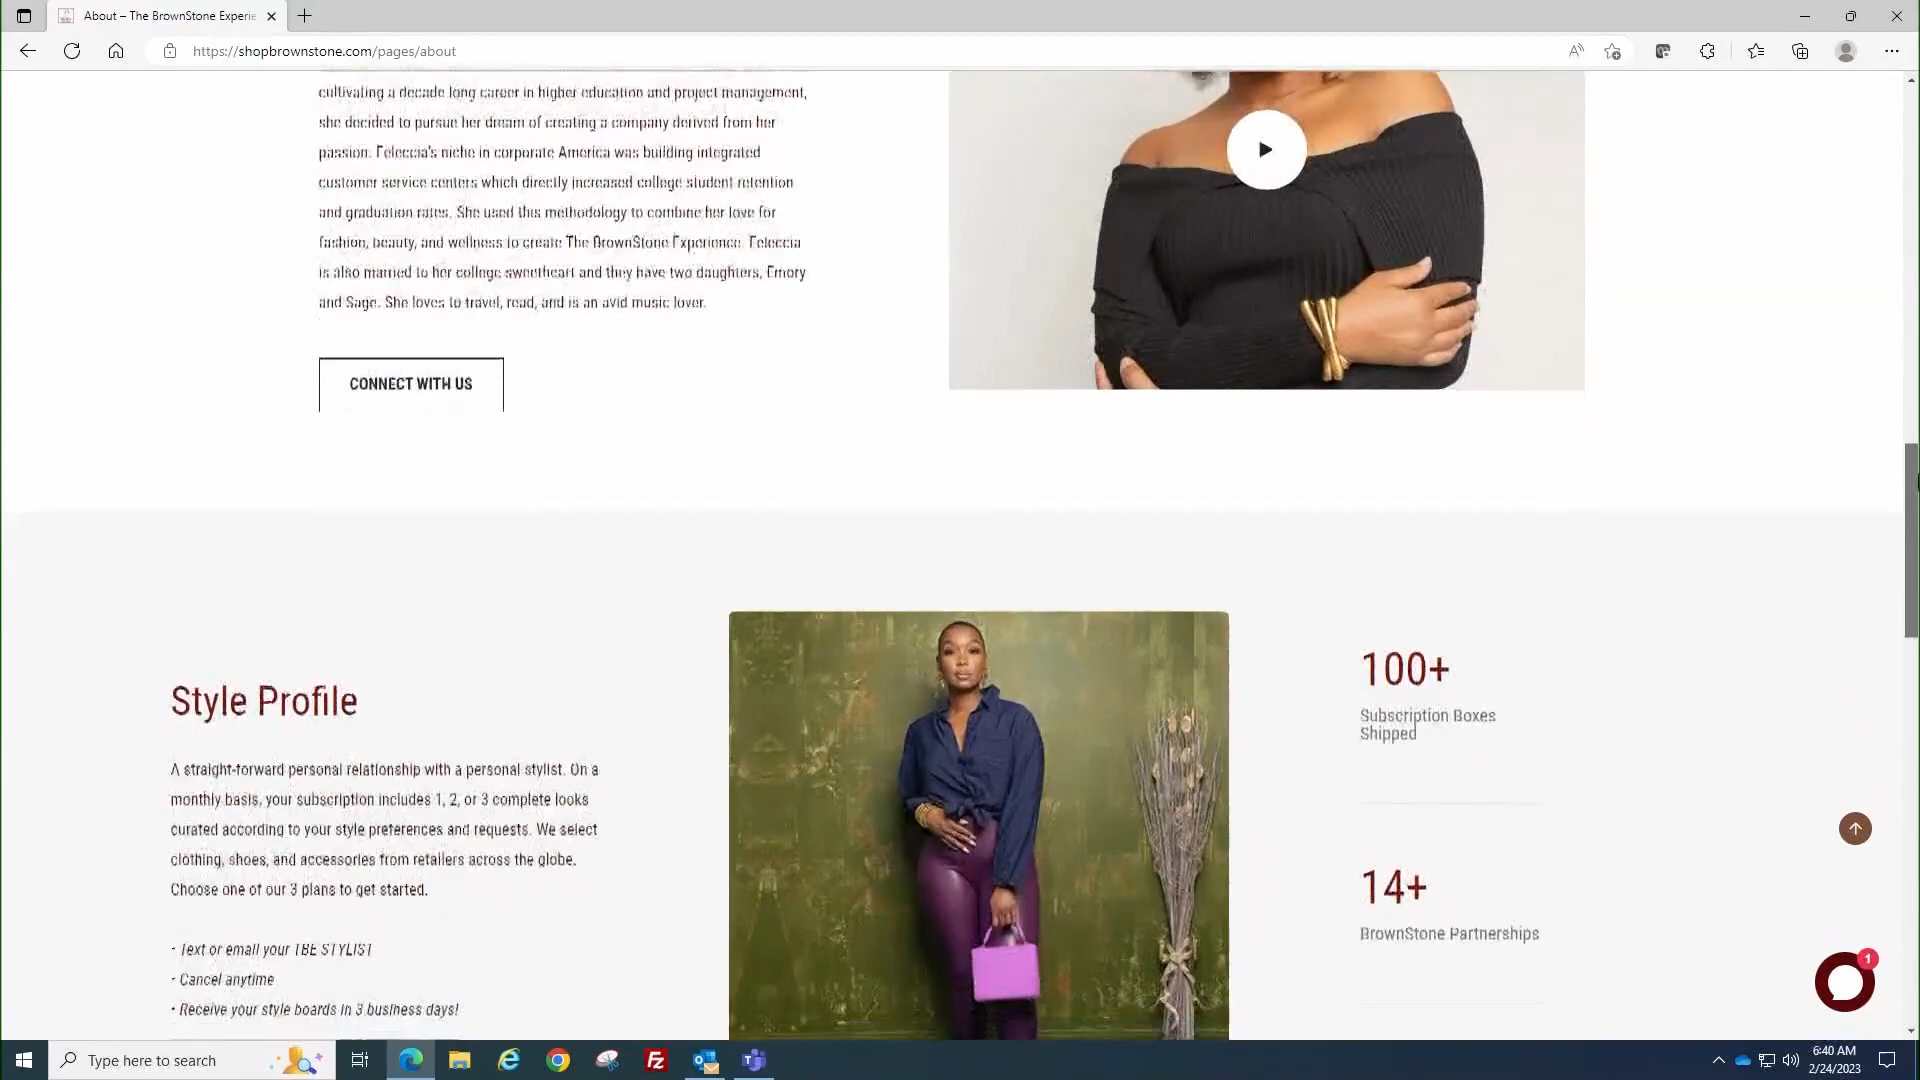 About – The BrownStone Experie
https://shopbrownstone.com/pages/about
cultivating a decade long career in higher education and project management,
she decided to pursue her dream of creating a company derived from her
passion. Feleccia's niche in corporate America was building integrated
customer service centers which directly increased college student retention
and graduation rates. She used this methodology to combine her love for
fashion, beauty, and wellness to create The BrownStone Experience. Feleccia
is also married to her college sweetheart and they have two daughters, Emory
and Sage. She loves to travel, read, and is an avid music lover.
CONNECT WITH US
Style Profile
A straight-forward personal relationship with a personal stylist. On a
monthly basis, your subscription includes 1, 2, or 3 complete looks
curated according to your style preferences and requests. We select
clothing, shoes, and accessories from retailers across the globe.
Choose one of our 3 plans to get started.
- Text or email your TBE STYLIST
- Cancel anytime
- Receive your style boards in 3 business days!
100+
Subscription Boxes
Shipped
14+
BrownStone Partnerships
1
Type here to search
6:40 AM
2/24/2023